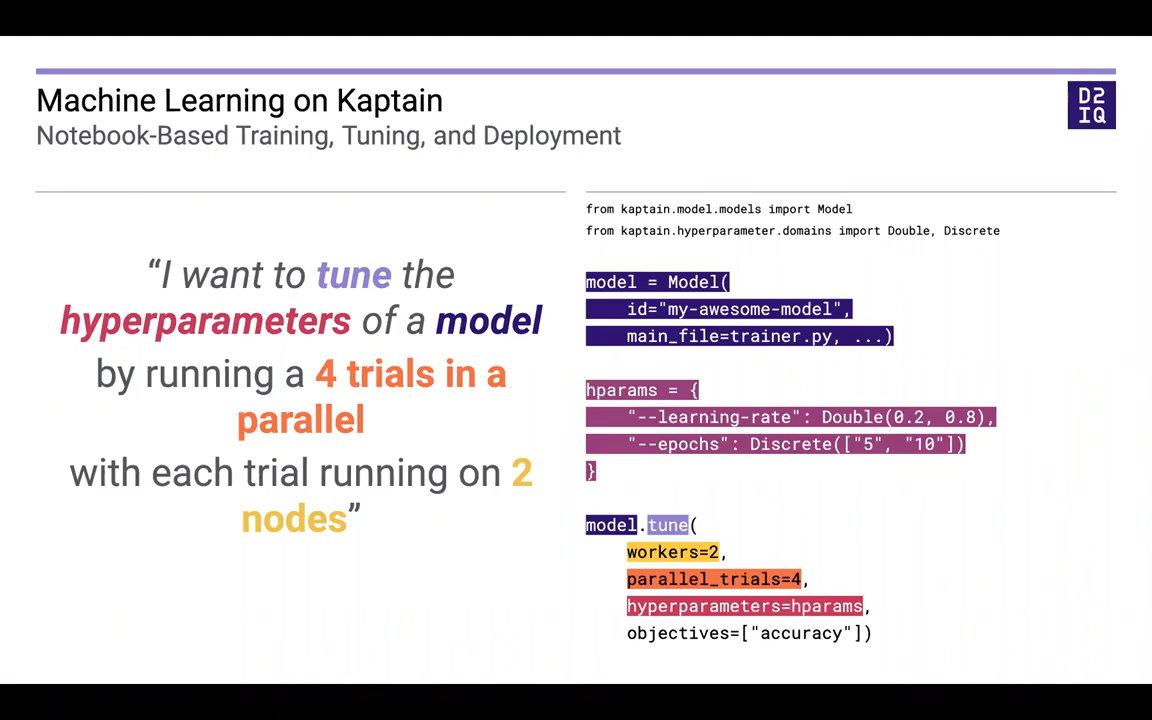 Machine Learning on Kaptain
Notebook-Based Training, Tuning, and Deployment
D2
IQ
“I want to tune the
hyperparameters of a model
by running a 4 trials in a
parallel
with each trial running on 2
nodes”
from kaptain.model.models import Model
from kaptain.hyperparameter.domains import Double, Discrete
model = Model(
id="my-awesome-model",
main_file=trainer.py, ...)
hparams = {
"--learning-rate": Double(0.2, 0.8),
"--epochs": Discrete(["5", "10"])
}
model.tune(
workers=2,
parallel_trials=4,
hyperparameters=hparams,
objectives=["accuracy"])